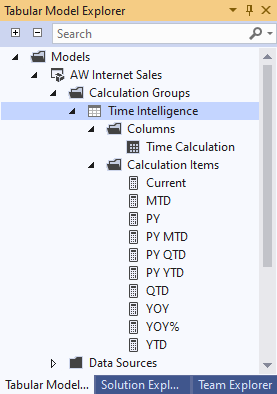 Tabular Model Explorer
Search
Models
AW Internet Sales
Calculation Groups
Time Intelligence
Columns
Time Calculation
Calculation Items
Current
MTD
PY
PY MTD
PY QTD
PY YTD
QTD
YOY
YOY%
YTD
Data Sources
Tabular Model... Solution Expl... Team Explorer